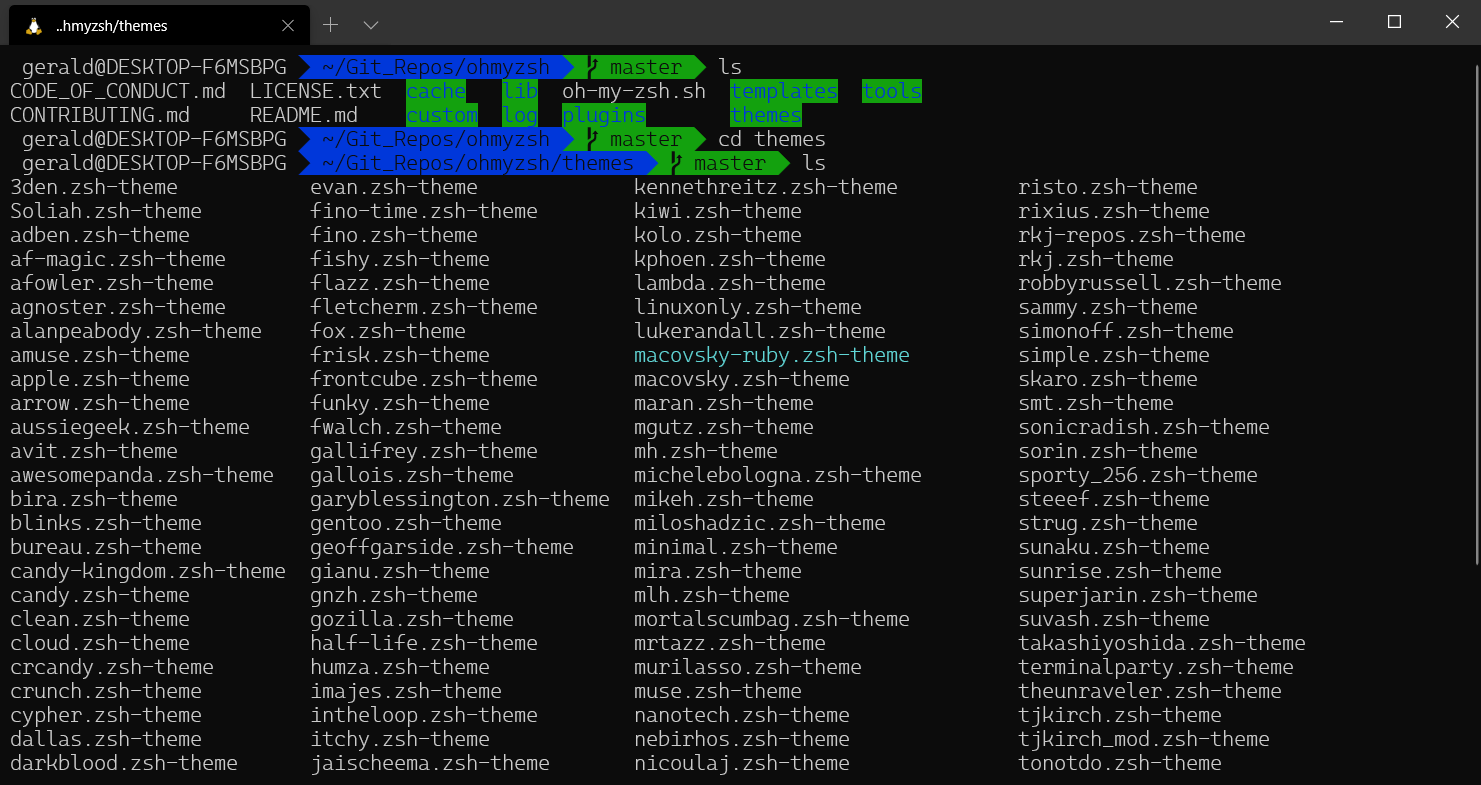 ..hmyzsh/themes
gerald@DESKTOP-F6MSBPG ~/Git_Repos/ohmyzsh master ls
CODE_OF_CONDUCT.md LICENSE.txt cache lib oh-my-zsh.sh templates tools
CONTRIBUTING.md README.md custom log plugins themes
gerald@DESKTOP-F6MSBPG ~/Git_Repos/ohmyzsh master cd themes
gerald@DESKTOP-F6MSBPG ~/Git_Repos/ohmyzsh/themes master ls
3den.zsh-theme evan.zsh-theme kennethreitz.zsh-theme risto.zsh-theme
Soliah.zsh-theme fino-time.zsh-theme kiwi.zsh-theme rixius.zsh-theme
adben.zsh-theme fino.zsh-theme kolo.zsh-theme rkj-repos.zsh-theme
af-magic.zsh-theme fishy.zsh-theme kphoen.zsh-theme rkj.zsh-theme
afowler.zsh-theme flazz.zsh-theme lambda.zsh-theme robbyrussell.zsh-theme
agnoster.zsh-theme fletcherm.zsh-theme linuxonly.zsh-theme sammy.zsh-theme
alanpeabody.zsh-theme fox.zsh-theme lukerandall.zsh-theme simonoff.zsh-theme
amuse.zsh-theme frisk.zsh-theme macovsky-ruby.zsh-theme simple.zsh-theme
apple.zsh-theme frontcube.zsh-theme macovsky.zsh-theme skaro.zsh-theme
arrow.zsh-theme funky.zsh-theme maran.zsh-theme smt.zsh-theme
aussiegeek.zsh-theme fwalch.zsh-theme mgutz.zsh-theme sonicradish.zsh-theme
avit.zsh-theme gallifrey.zsh-theme mh.zsh-theme sorin.zsh-theme
awesomepanda.zsh-theme gallois.zsh-theme michelebologna.zsh-theme sporty_256.zsh-theme
bira.zsh-theme garyblessington.zsh-theme mikeh.zsh-theme steeef.zsh-theme
blinks.zsh-theme gentoo.zsh-theme miloshadzic.zsh-theme strug.zsh-theme
bureau.zsh-theme geoffgarside.zsh-theme minimal.zsh-theme sunaku.zsh-theme
candy-kingdom.zsh-theme gianu.zsh-theme mira.zsh-theme sunrise.zsh-theme
candy.zsh-theme gnzh.zsh-theme mlh.zsh-theme superjarin.zsh-theme
clean.zsh-theme gozilla.zsh-theme mortalscumbag.zsh-theme suvash.zsh-theme
cloud.zsh-theme half-life.zsh-theme mrtazz.zsh-theme takashiyoshida.zsh-theme
crcandy.zsh-theme humza.zsh-theme murilasso.zsh-theme terminalparty.zsh-theme
crunch.zsh-theme imajes.zsh-theme muse.zsh-theme theunraveler.zsh-theme
cypher.zsh-theme intheloop.zsh-theme nanotech.zsh-theme tjkirch.zsh-theme
dallas.zsh-theme itchy.zsh-theme nebirhos.zsh-theme tjkirch_mod.zsh-theme
darkblood.zsh-theme jaischeema.zsh-theme nicoulaj.zsh-theme tonotdo.zsh-theme